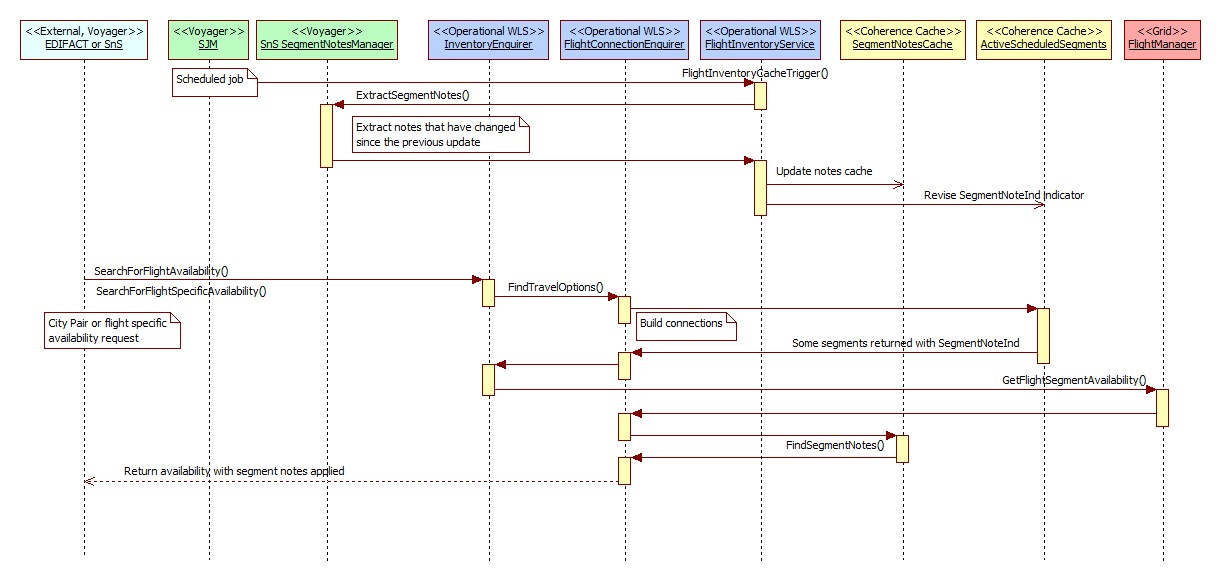 <<External, Voyager>>
EDIFACT or SnS
<<Voyager>>
SJM
<<Voyager>>
SnS SegmentNotesManager
<<Operational WLS>>
InventoryEnquirer
<<Operational WLS>>
FlightConnectionEnquirer
<<Operational WLS>>
FlightInventoryService
<<Coherence Cache>>
SegmentNotesCache
<<Coherence Cache>>
ActiveScheduledSegments
<<Grid>>
FlightManager
Scheduled job
FlightInventoryCacheTrigger()
ExtractSegmentNotes()
Extract notes that have changed
since the previous update
Update notes cache
Revise SegmentNoteInd Indicator
SearchForFlightAvailability()
SearchForFlightSpecificAvailability()
FindTravelOptions()
City Pair or flight specific
availability request
Build connections
Some segments returned with SegmentNoteInd
GetFlightSegmentAvailability()
FindSegmentNotes()
Return availability with segment notes applied